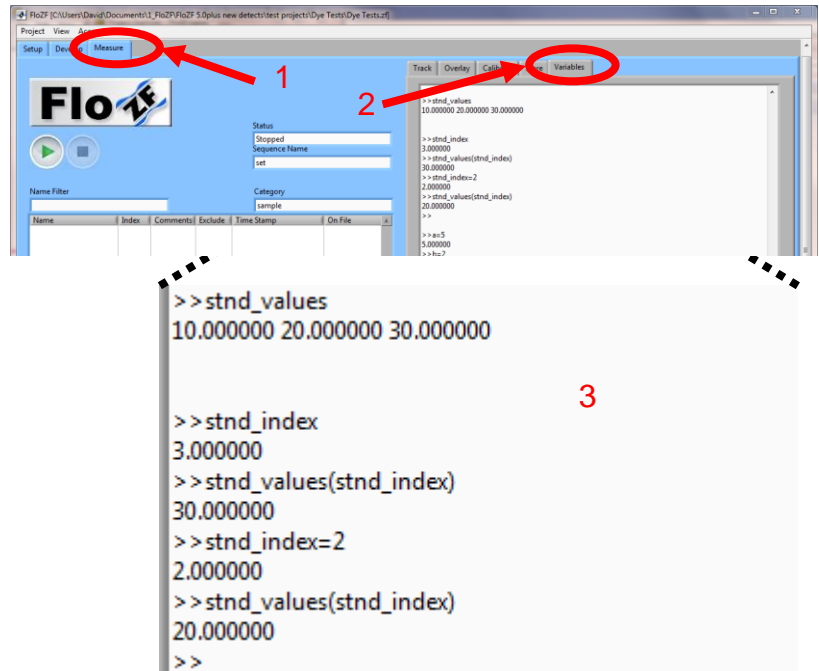 FloZF [C:\Users\David\Documents\1_FloZF\FloZF 5.0plus new detects\test projects\Dye Tests\Dye Tests.zf]
Project View
Setup Measure
1
Track Overlay Variables
2
Flo ZF
Status
Stopped
Sequence Name
set
Name Filter
Category
sample
Name Index Comments Exclude Time Stamp On File
>>stnd_values
10.000000 20.000000 30.000000
>>stnd_index
3.000000
>>stnd_values(stnd_index)
30.000000
>>stnd_index=2
2.000000
>>stnd_values(stnd_index)
20.000000
>>
>>a=5
5.000000
>>b=2
>>stnd_values
10.000000 20.000000 30.000000
3
>>stnd_index
3.000000
>>stnd_values(stnd_index)
30.000000
>>stnd_index=2
2.000000
>>stnd_values(stnd_index)
20.000000
>>